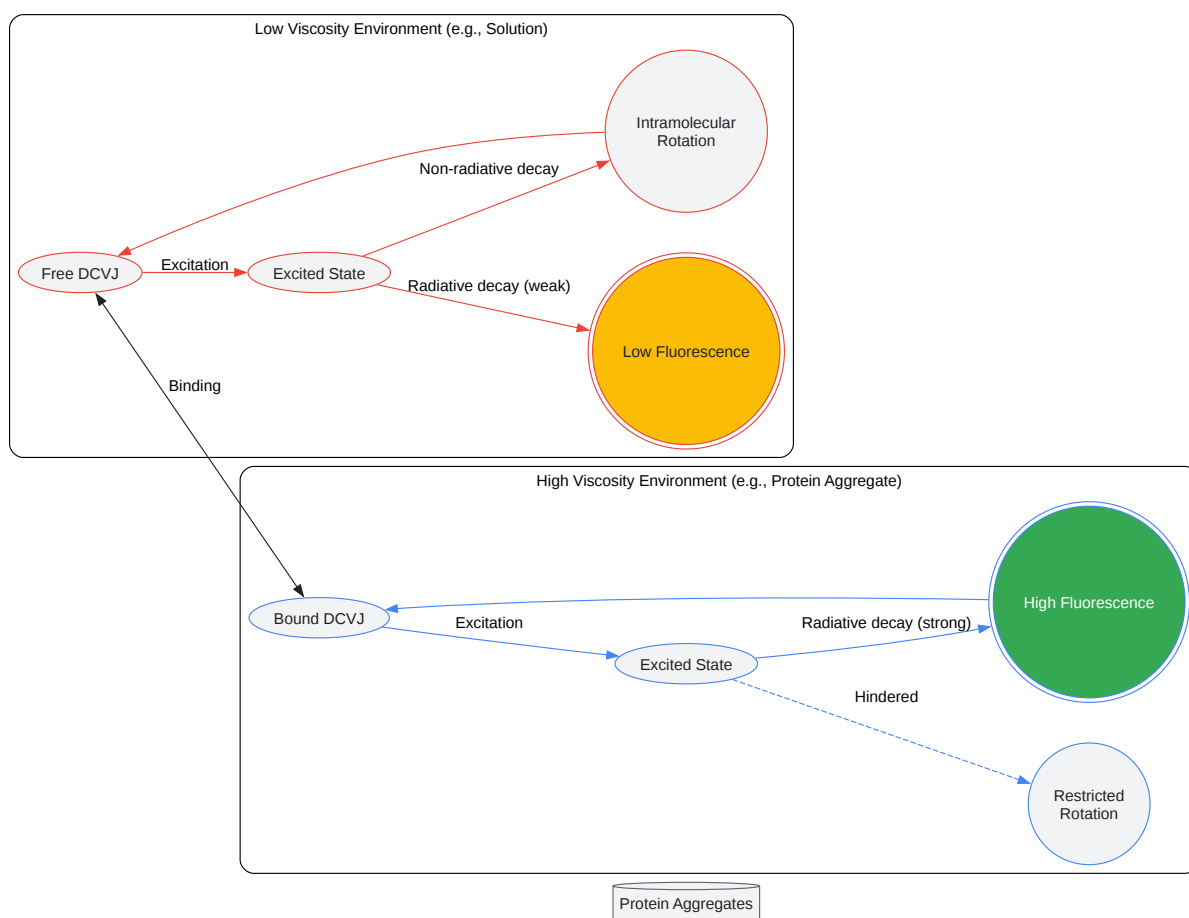 Low Viscosity Environment (e.g., Solution)
Intramolecular
Rotation
Non-radiative decay
Free DCVJ
Excitation
Excited State
Radiative decay (weak)
Low Fluorescence
Binding
High Viscosity Environment (e.g., Protein Aggregate)
High Fluorescence
Bound DCVJ
Excitation
Radiative decay (strong)
Excited State
Hindered
Restricted
Rotation
Protein Aggregates